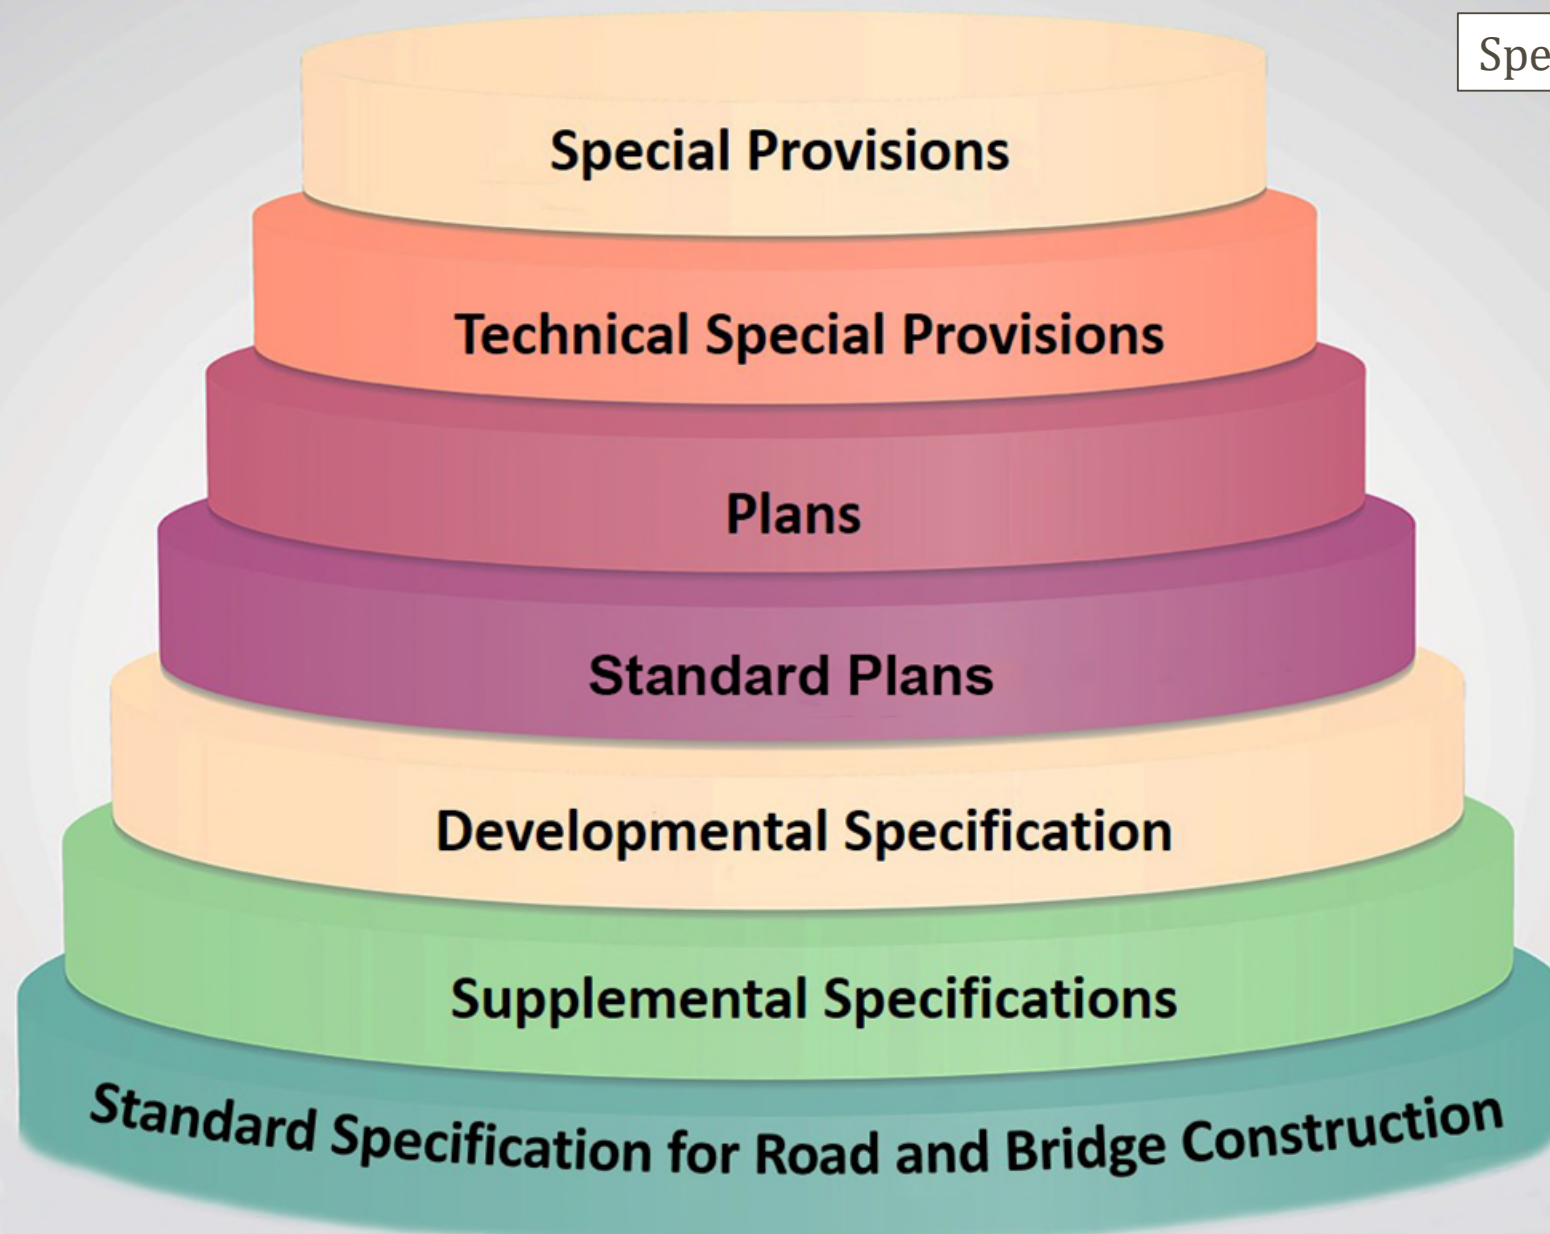 Special Provisions
Technical Special Provisions
Plans
Standard Plans
Developmental Specification
Supplemental Specifications
Standard Specification for Road and Bridge Construction